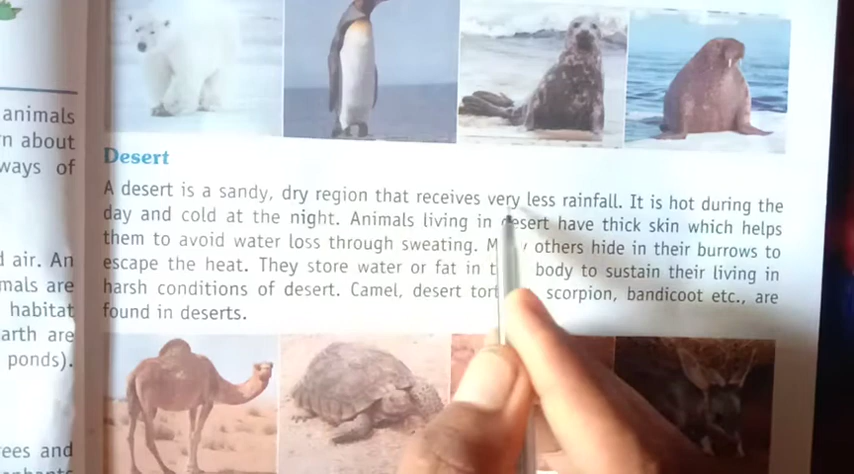 animals
n about
ways of
d air. An
mals are
habitat
arth are
ponds).
ees and
Desert
A desert is a sandy, dry region that receives very less rainfall. It is hot during the
day and cold at the night. Animals living in desert have thick skin which helps
them to avoid water loss through sweating. M y others hide in their burrows to
escape the heat. They store water or fat in t body to sustain their living in
harsh conditions of desert. Camel, desert tort scorpion, bandicoot etc., are
found in deserts.